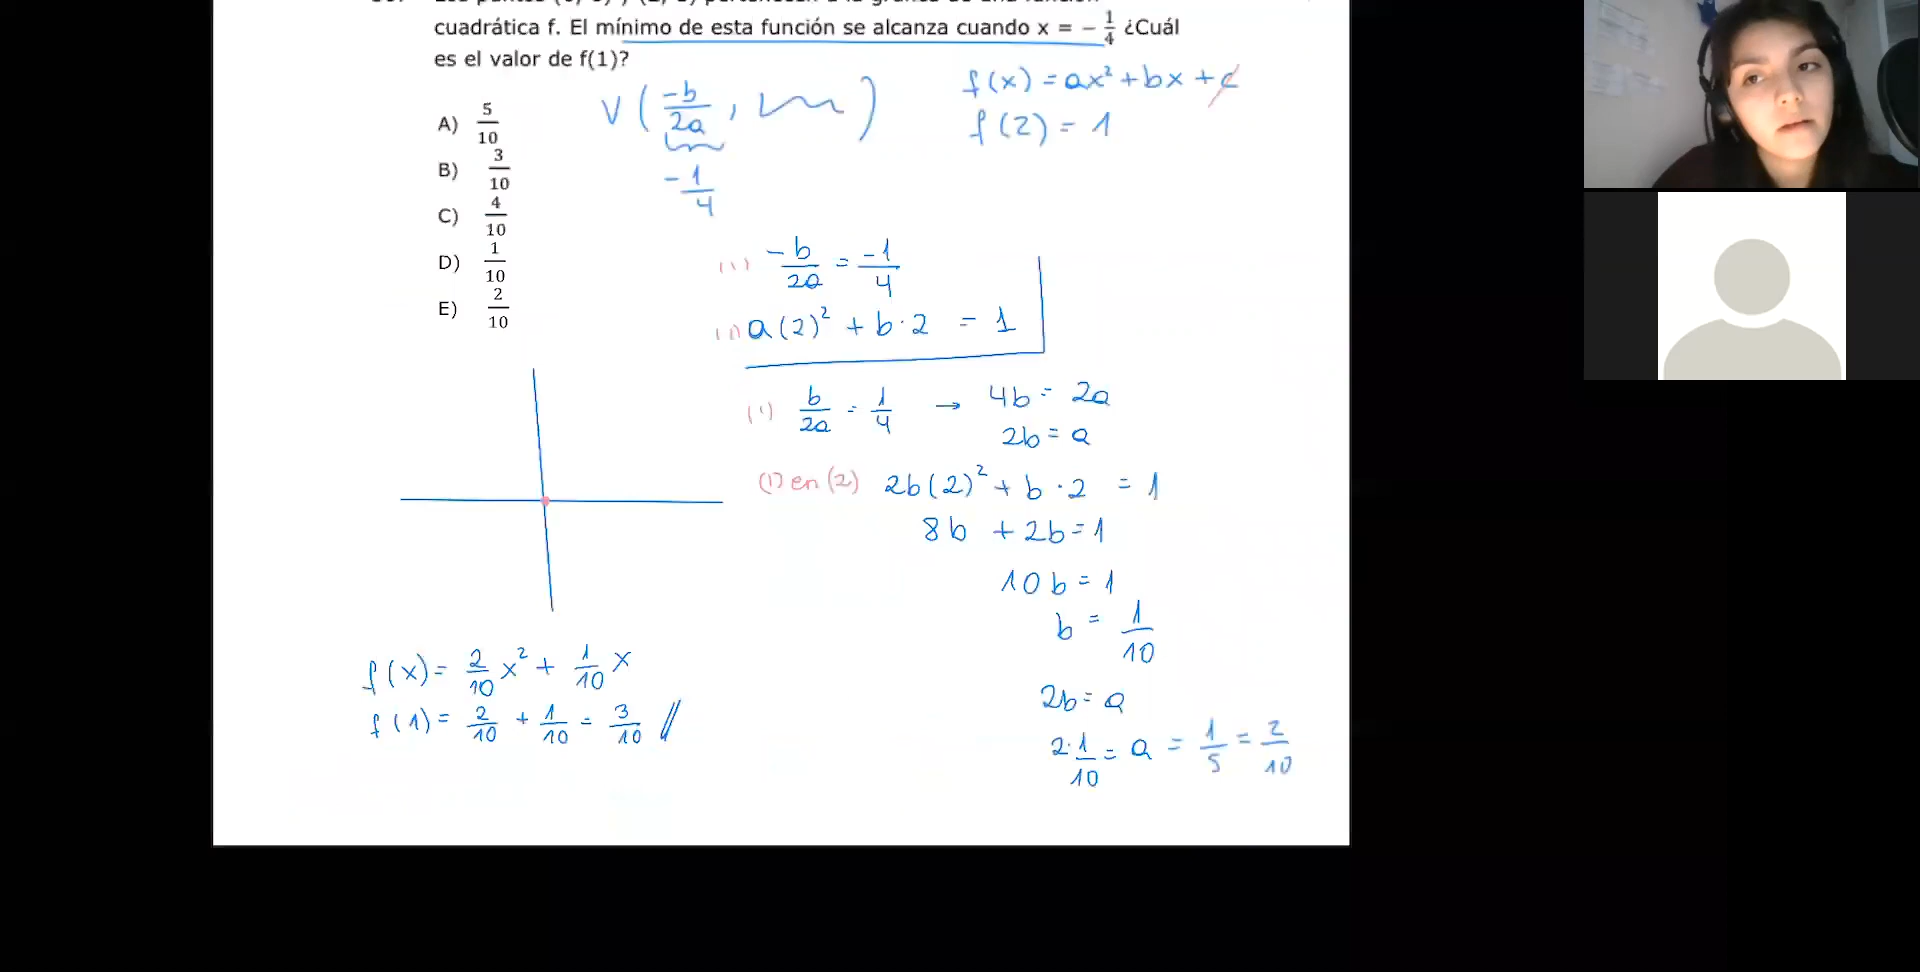 cuadrática f. El mínimo de esta función se alcanza cuando x = - 1/4 ¿Cuál
es el valor de f(1)?
A) 5/10
B) 3/10
C) 4/10
D) 1/10
E) 2/10
V ( -b/2a ,
-1/4
f(x) = ax² + bx + c
f(2) = 1
-b/2a = -1/4
a(2)² + b·2 = 1
(1) b/2a = 1/4 → 4b = 2a
2b = a
(1) en (2) 2b(2)² + b·2 = 1
8b + 2b = 1
10b = 1
b = 1/10
2b = a
2·1/10 = a = 1/5 = 2/10
f(x) = 2/10 x² + 1/10 x
f(1) = 2/10 + 1/10 = 3/10 //